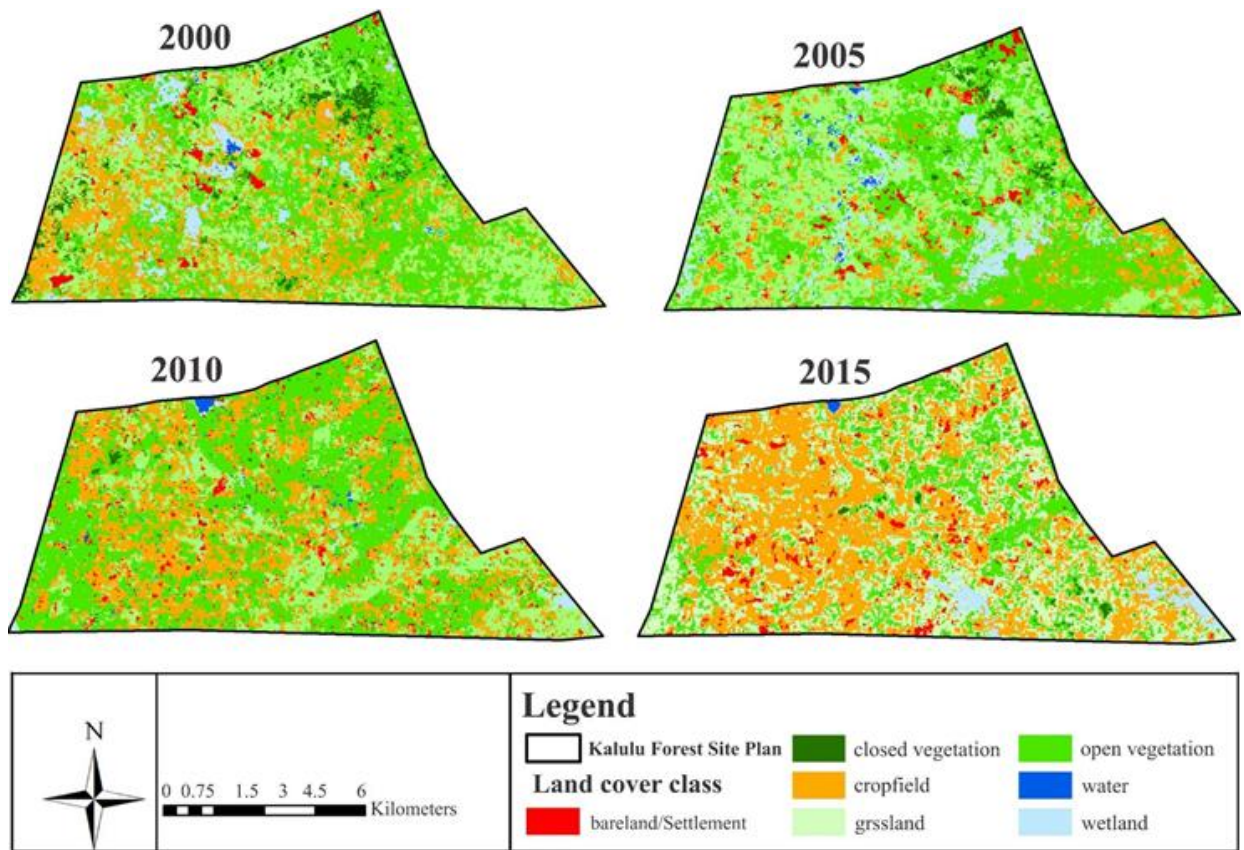 2000
2005
2010
2015
N
0 0.75 1.5 3 4.5 6
Kilometers
Legend
Kalulu Forest Site Plan
Land cover class
bareland/Settlement
closed vegetation
cropfield
grssland
open vegetation
water
wetland